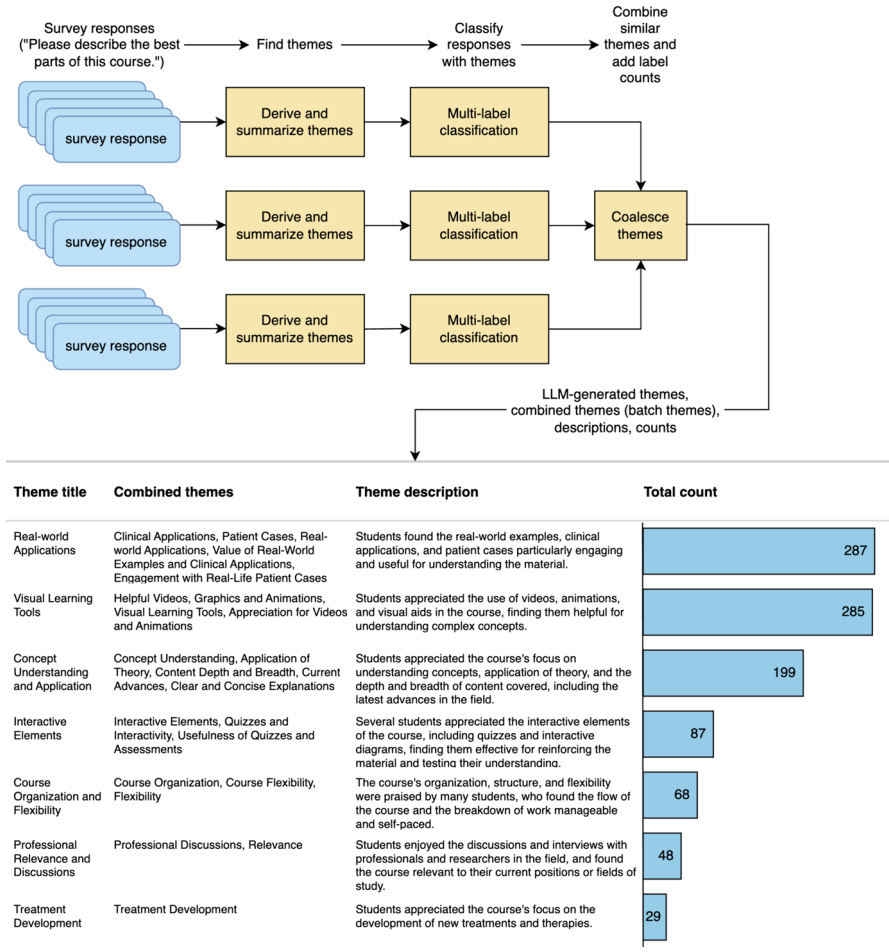 Survey responses
("Please describe the best
parts of this course.")
Find themes
Classify
responses
with themes
Combine
similar
themes and
add label
counts
survey response
Derive and
summarize themes
Multi-label
classification
survey response
Derive and
summarize themes
Multi-label
classification
Coalesce
themes
survey response
Derive and
summarize themes
Multi-label
classification
LLM-generated themes,
combined themes (batch themes),
descriptions, counts
Theme title
Combined themes
Theme description
Total count
Real-world
Applications
Clinical Applications, Patient Cases, Real-
world Applications, Value of Real-World
Examples and Clinical Applications,
Engagement with Real-Life Patient Cases
Students found the real-world examples, clinical
applications, and patient cases particularly engaging
and useful for understanding the material.
287
Visual Learning
Tools
Helpful Videos, Graphics and Animations,
Visual Learning Tools, Appreciation for Videos
and Animations
Students appreciated the use of videos, animations,
and visual aids in the course, finding them helpful for
understanding complex concepts.
285
Concept
Understanding
and Application
Concept Understanding, Application of
Theory, Content Depth and Breadth, Current
Advances, Clear and Concise Explanations
Students appreciated the course's focus on
understanding concepts, application of theory, and the
depth and breadth of content covered, including the
latest advances in the field.
199
Interactive
Elements
Interactive Elements, Quizzes and
Interactivity, Usefulness of Quizzes and
Assessments
Several students appreciated the interactive elements
of the course, including quizzes and interactive
diagrams, finding them effective for reinforcing the
material and testing their understanding.
87
Course
Organization and
Flexibility
Course Organization, Course Flexibility,
Flexibility
The course's organization, structure, and flexibility
were praised by many students, who found the flow of
the course and the breakdown of work manageable
and self-paced.
68
Professional
Relevance and
Discussions
Professional Discussions, Relevance
Students enjoyed the discussions and interviews with
professionals and researchers in the field, and found
the course relevant to their current positions or fields of
study.
48
Treatment
Development
Treatment Development
Students appreciated the course's focus on the
development of new treatments and therapies.
29